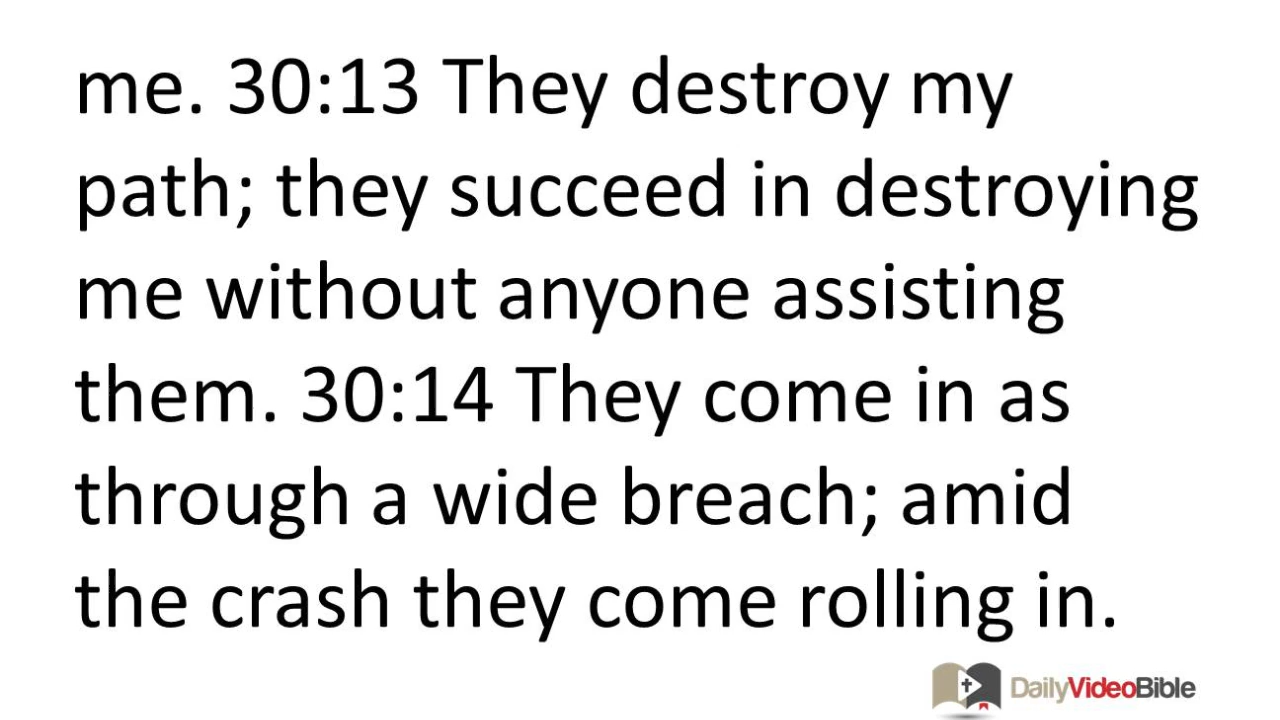 me. 30:13 They destroy my
path; they succeed in destroying
me without anyone assisting
them. 30:14 They come in as
through a wide breach; amid
the crash they come rolling in.
DailyVideoBible